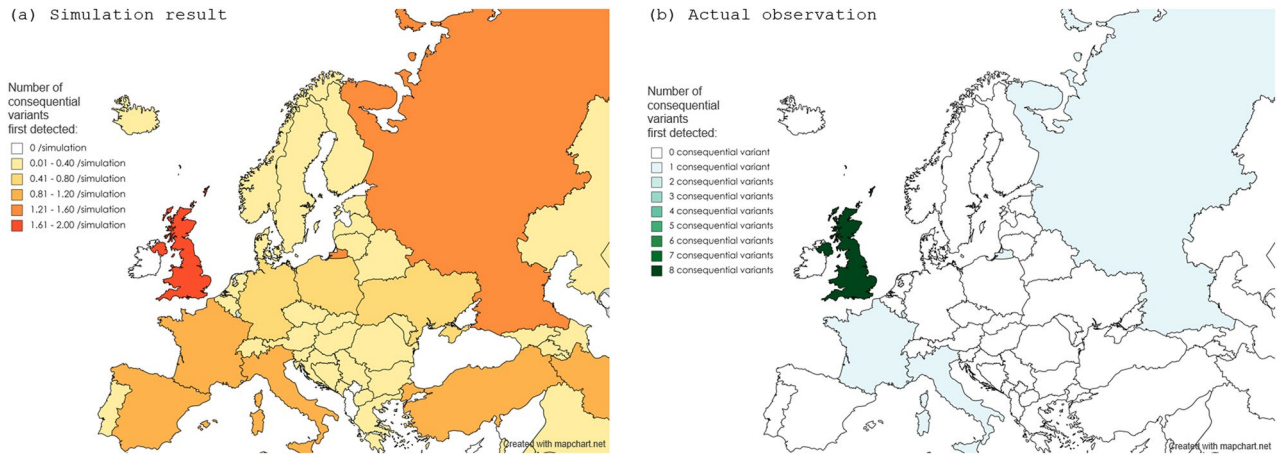 (a) Simulation result
Number of
consequential
variants
first detected:
0 /simulation
0.01 - 0.40 /simulation
0.41 - 0.80 /simulation
0.81 - 1.20 /simulation
1.21 - 1.60 /simulation
1.61 - 2.00 /simulation
Created with mapchart.net
(b) Actual observation
Number of
consequential
variants
first detected:
0 consequential variant
1 consequential variant
2 consequential variants
3 consequential variants
4 consequential variants
5 consequential variants
6 consequential variants
7 consequential variants
8 consequential variants
Created with mapchart.net